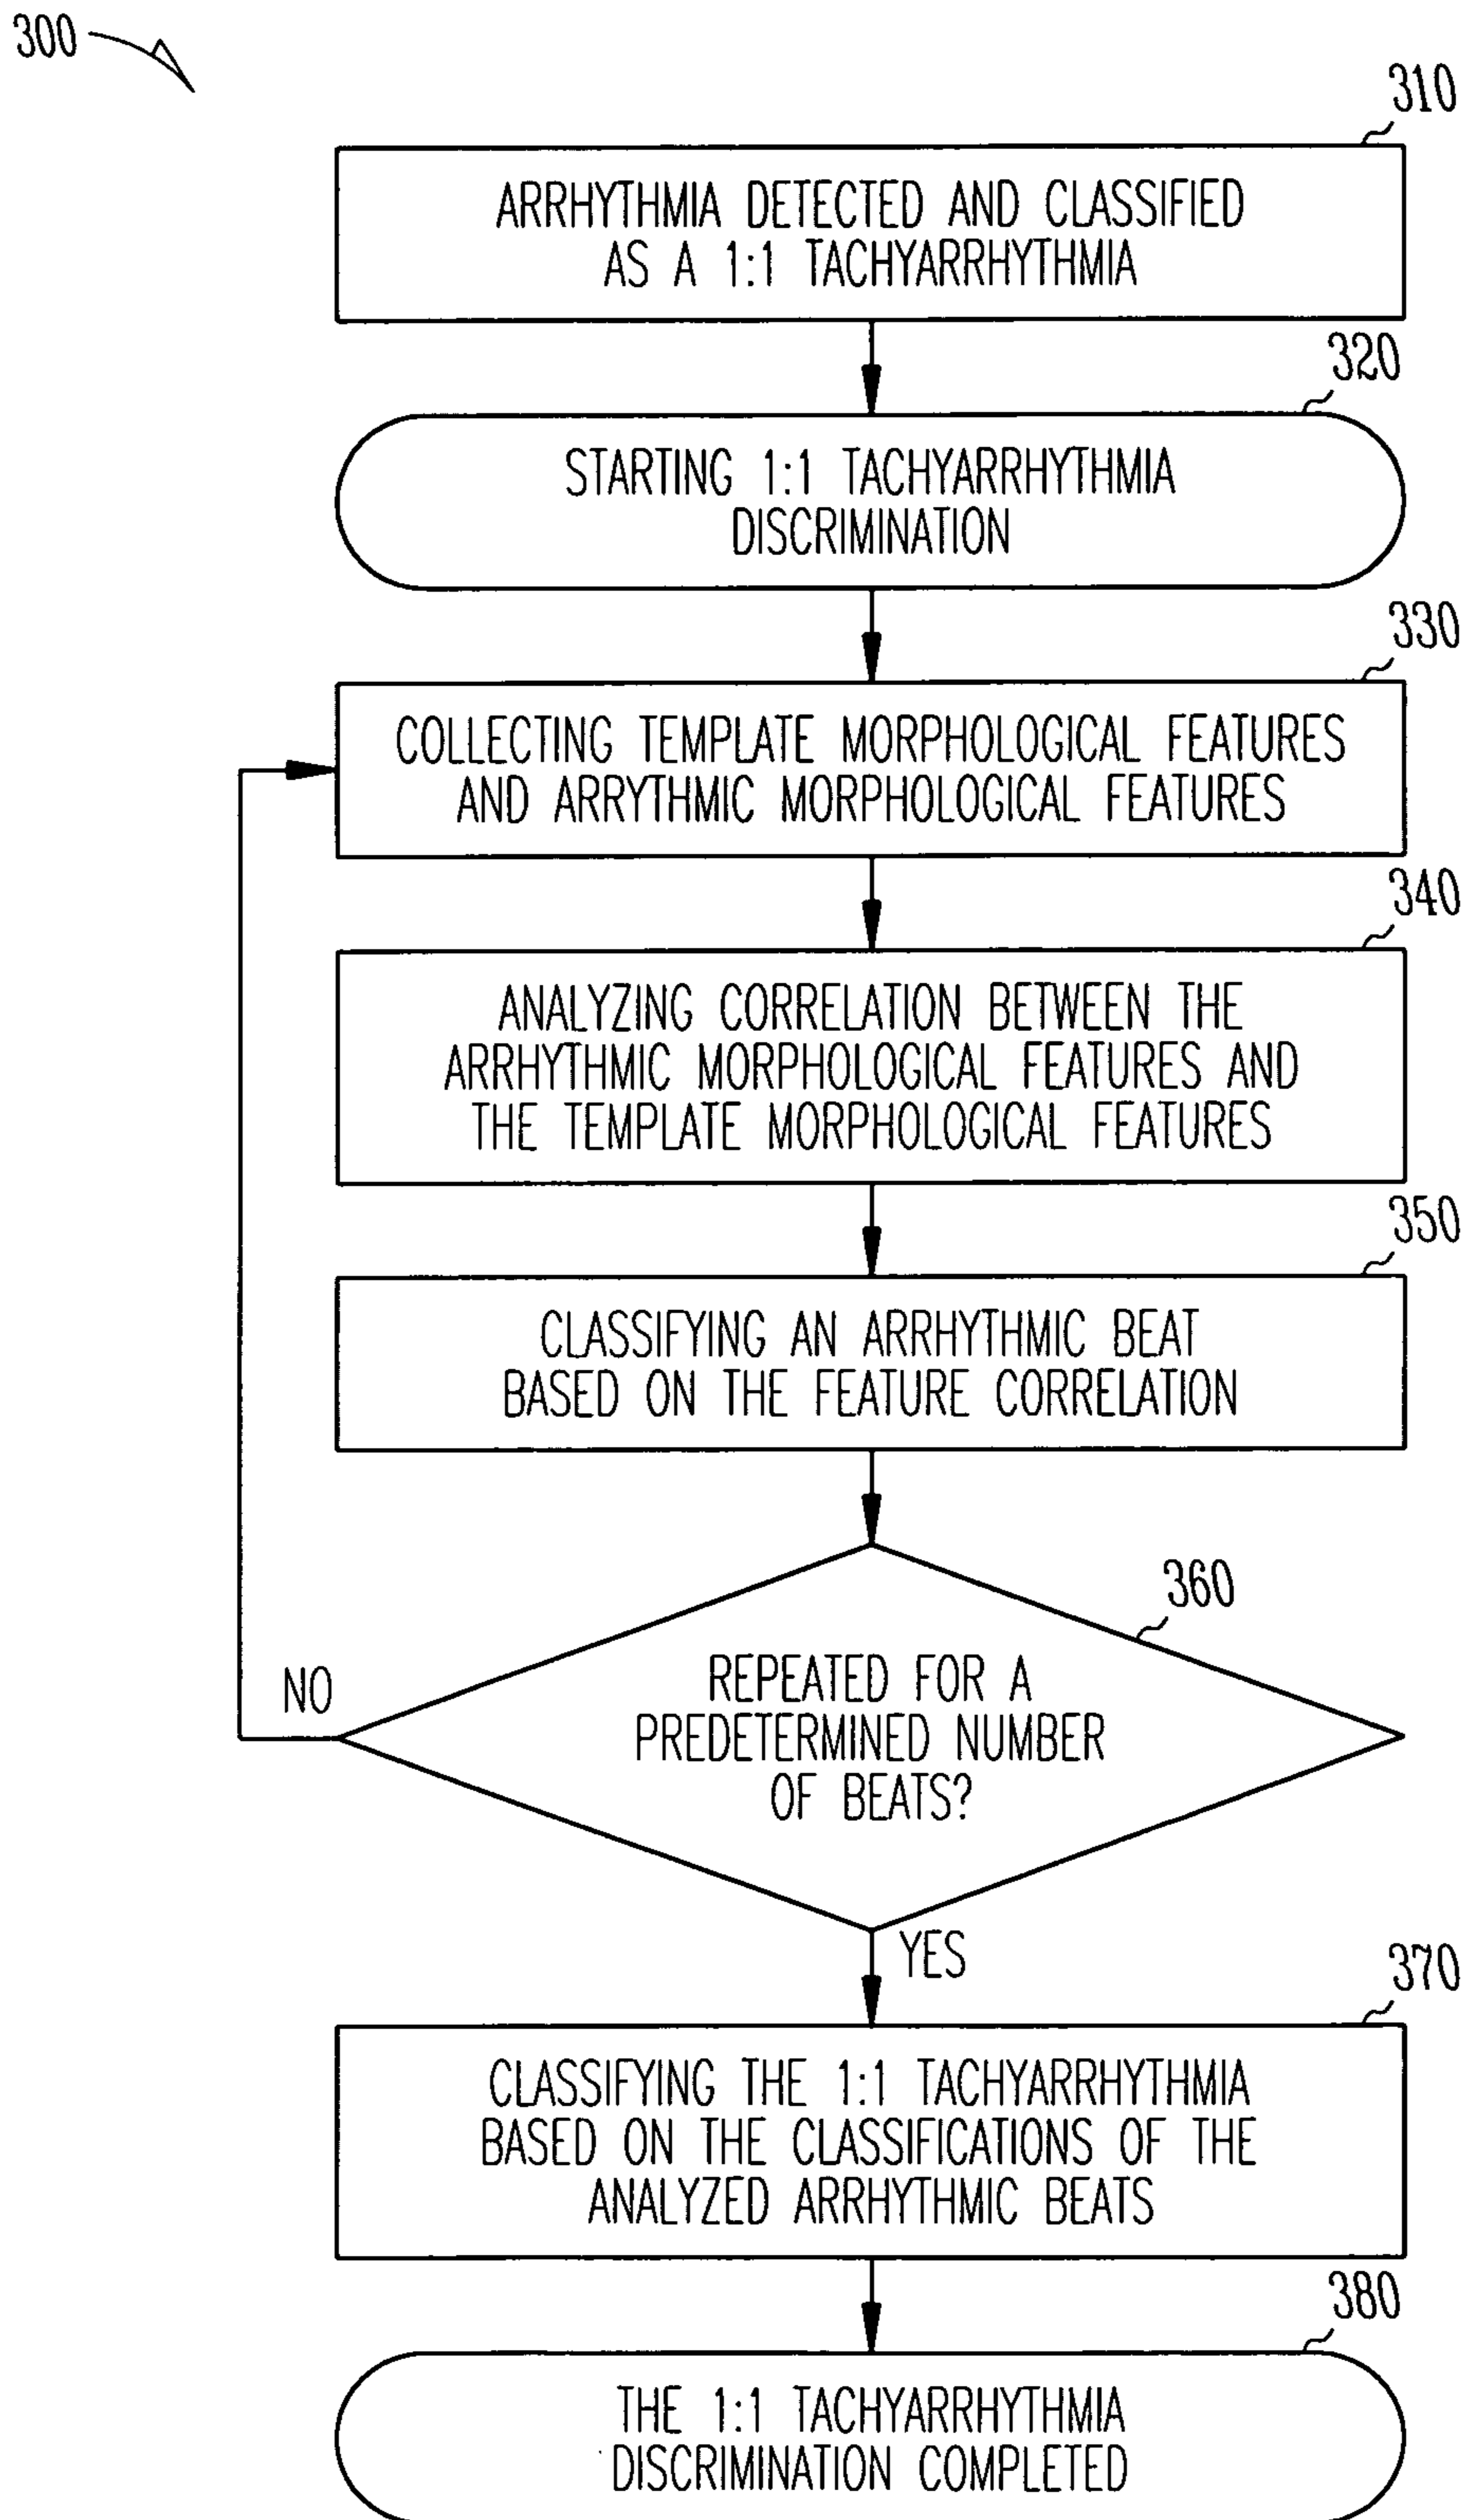 300
310
ARRHYTHMIA DETECTED AND CLASSIFIED
AS A 1:1 TACHYARRHYTHMIA
320
STARTING 1:1 TACHYARRHYTHMIA
DISCRIMINATION
330
COLLECTING TEMPLATE MORPHOLOGICAL FEATURES
AND ARRYTHMIC MORPHOLOGICAL FEATURES
340
ANALYZING CORRELATION BETWEEN THE
ARRHYTHMIC MORPHOLOGICAL FEATURES AND
THE TEMPLATE MORPHOLOGICAL FEATURES
350
CLASSIFYING AN ARRHYTHMIC BEAT
BASED ON THE FEATURE CORRELATION
360
REPEATED FOR A
PREDETERMINED NUMBER
OF BEATS?
NO
YES
370
CLASSIFYING THE 1:1 TACHYARRHYTHMIA
BASED ON THE CLASSIFICATIONS OF THE
ANALYZED ARRHYTHMIC BEATS
380
THE 1:1 TACHYARRHYTHMIA
DISCRIMINATION COMPLETED